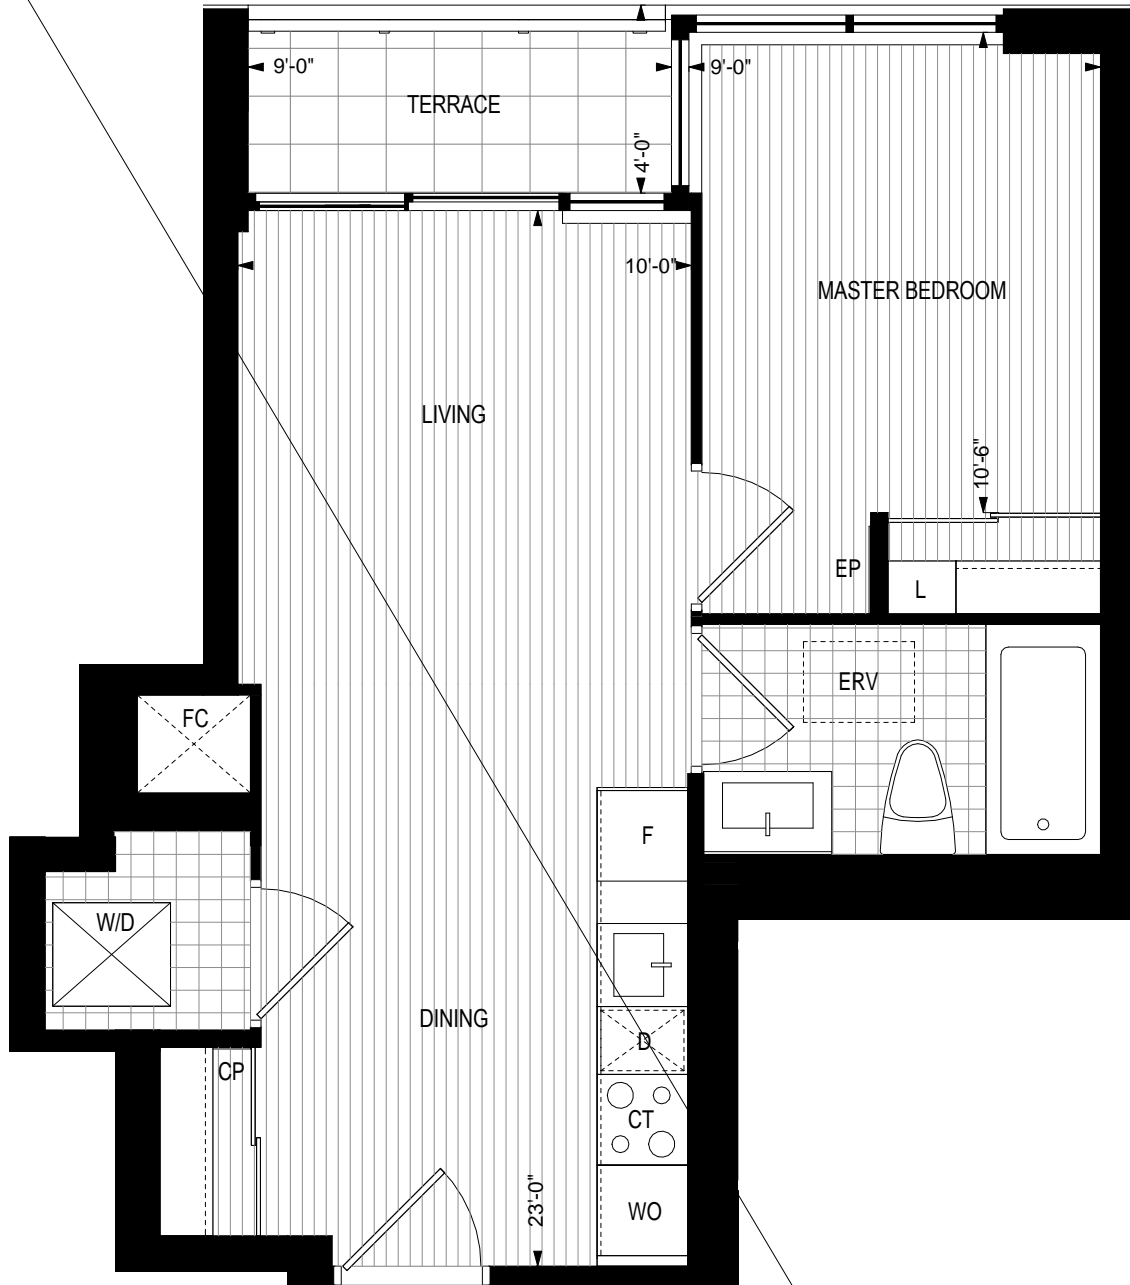 9'-0"
9'-0"
TERRACE
4'-0"
10'-0"
MASTER BEDROOM
LIVING
10'-6"
EP
L
ERV
FC
F
W/D
DINING
D
CP
CT
23'-0"
WO